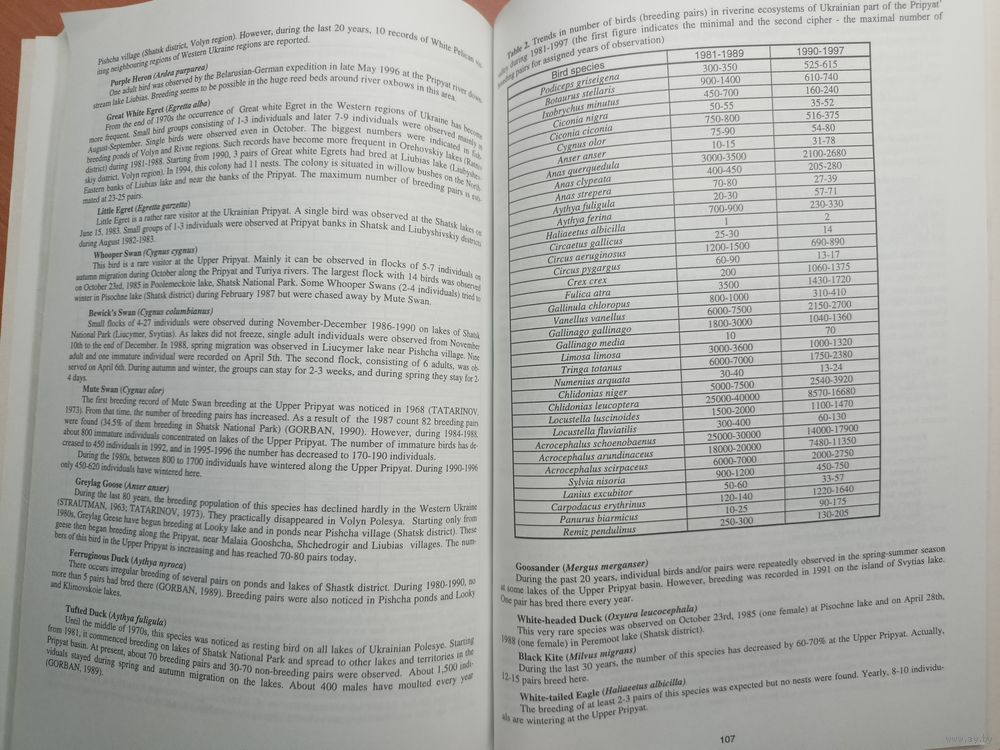 Pishcha village (Shatsk district, Volyn region). However, during the last 20 years, 10 records of White Pelican
ing neighbouring regions of Western Ukraine regions are reported.
Purple Heron (Ardea purpurea)
One adult bird was observed by the Belarusian-German expedition in late May 1996 at the Pripyat river down-
stream lake Liubias. Breeding seems to be possible in the huge reed beds around river oxbows in this area.
Great White Egret (Egretta alba)
From the end of 1970s the occurrence of Great white Egret in the Western regions of Ukraine has become
more frequent. Small bird groups consisting of 1-3 individuals and later 7-9 individuals were observed mainly in
August-September. Single birds were observed even in October. The biggest numbers were indicated in fish-
breeding ponds of Volyn and Rivne regions. Such records have become more frequent in Orehovskiy lakes (Ratniv
district) during 1981-1988. Starting from 1990, 3 pairs of Great white Egrets had bred at Liubias lake (Liubyshiv-
skiy district, Volyn region). In 1994, this colony had 11 nests. The colony is situated in willow bushes on the North-
Eastern banks of Liubias lake and near the banks of the Pripyat. The maximum number of breeding pairs is esti-
mated at 23-25 pairs.
Little Egret (Egretta garzetta)
Little Egret is a rather rare visitor at the Ukrainian Pripyat. A single bird was observed at the Shatsk lakes on
June 15, 1983. Small groups of 1-3 individuals were observed at Pripyat banks in Shatsk and Liubyshivskiy districts
during August 1982-1983.
Whooper Swan (Cygnus cygnus)
This bird is a rare visitor at the Upper Pripyat. Mainly it can be observed in flocks of 5-7 individuals on
autumn migration during October along the Pripyat and Turiya rivers. The largest flock with 14 birds was observed
on October 23rd, 1985 in Poolemeckoie lake, Shatsk National Park. Some Whooper Swans (2-4 individuals) tried to
winter in Pisochne lake (Shatsk district) during February 1987 but were chased away by Mute Swan.
Bewick's Swan (Cygnus columbianus)
Small flocks of 4-27 individuals were observed during November-December 1986-1990 on lakes of Shatsk
National Park (Liucymer, Svytias). As lakes did not freeze, single adult individuals were observed from November
10th to the end of December. In 1988, spring migration was observed in Liucymer lake near Pishcha village. Nine
adult and one immature individual were recorded on April 5th. The second flock, consisting of 6 adults, was ob-
served on April 6th. During autumn and winter, the groups can stay for 2-3 weeks, and during spring they stay for 2-
4 days.
Mute Swan (Cygnus olor)
The first breeding record of Mute Swan breeding at the Upper Pripyat was noticed in 1968 (TATARINOV,
1973). From that time, the number of breeding pairs has increased. As a result of the 1987 count 82 breeding pairs
were found (34.5% of them breeding in Shatsk National Park) (GORBAN, 1990). However, during 1984-1988,
about 800 immature individuals concentrated on lakes of the Upper Pripyat. The number of immature birds has de-
creased to 450 individuals in 1992, and in 1995-1996 the number has decreased to 170-190 individuals.
During the 1980s, between 800 to 1700 individuals have wintered along the Upper Pripyat. During 1990-1996
only 450-620 individuals have wintered here.
Greylag Goose (Anser anser)
During the last 80 years, the breeding population of this species has declined hardly in the Western Ukraine
(STRAUTMAN, 1963; TATARINOV, 1973). They practically disappeared in Volyn Polesya. Starting only from
1980s, Greylag Geese have begun breeding at Looky lake and in ponds near Pishcha village (Shatsk district). These
geese then began breeding along the Pripyat, near Malaia Gooshcha, Shchedrogir and Liubias villages. The num-
bers of this bird in the Upper Pripyat is increasing and has reached 70-80 pairs today.
Ferruginous Duck (Aythya nyroca)
There occurs irregular breeding of several pairs on ponds and lakes of Shastk district. During 1980-1990, no
more than 5 pairs had bred there (GORBAN, 1989). Breeding pairs were also noticed in Pishcha ponds and Looky
and Klimovskoie lakes.
Tufted Duck (Aythya fuligula)
Until the middle of 1970s, this species was noticed as resting bird on all lakes of Ukrainian Polesye. Starting
from 1981, it commenced breeding on lakes of Shatsk National Park and spread to other lakes and territories in the
Pripyat basin. At present, about 70 breeding pairs and 30-70 non-breeding pairs were observed. About 1,500 indi-
viduals stayed during spring and autumn migration on the lakes. About 400 males have moulted every year
(GORBAN, 1989).
Table 2. Trends in number of birds (breeding pairs) in riverine ecosystems of Ukrainian part of the Pripyat'
valley during 1981-1997 (the first figure indicates the minimal and the second cipher - the maximal number of
breeding pairs for assigned years of observation)
Bird species 1981-1989 1990-1997
Podiceps griseigena 300-350 525-615
Botaurus stellaris 900-1400 610-740
Ixobrychus minutus 450-700 160-240
Ciconia nigra 50-55 35-52
Ciconia ciconia 750-800 516-375
Cygnus olor 75-90 54-80
Anser anser 10-15 31-78
Anas querquedula 3000-3500 2100-2680
Anas clypeata 400-450 205-280
Anas strepera 70-80 27-39
Aythya fuligula 20-30 57-71
Aythya ferina 700-900 230-330
Haliaeetus albicilla 2
Circaetus gallicus 25-30 14
Circus aeruginosus 1200-1500 690-890
Circus pygargus 60-90 13-17
Crex crex 200 1060-1375
Fulica atra 3500 1430-1720
Gallinula chloropus 800-1000 310-410
Vanellus vanellus 6000-7500 2150-2700
Gallinago gallinago 1800-3000 1040-1360
Gallinago media 10 70
Limosa limosa 3000-3600 1000-1320
Tringa totanus 6000-7000 1750-2380
Numenius arquata 30-40 13-24
Chlidonias niger 5000-7500 2540-3920
Chlidonias leucoptera 25000-40000 8570-16680
Locustella luscinoides 1500-2000 1100-1470
Locustella fluviatilis 300-400 60-130
Acrocephalus schoenobaenus 25000-30000 14000-17900
Acrocephalus arundinaceus 18000-20000 7480-11350
Acrocephalus scirpaceus 6000-7000 2000-2750
Sylvia nisoria 900-1200 450-750
Lanius excubitor 50-60 33-57
Carpodacus erythrinus 120-140 1220-1640
Panurus biarmicus 10-25 90-175
Remiz pendulinus 250-300 130-205
Goosander (Mergus merganser)
During the past 20 years, individual birds and/or pairs were repeatedly observed in the spring-summer season
at some lakes of the Upper Pripyat basin. However, breeding was recorded in 1991 on the island of Svytias lake.
One pair has bred there every year.
White-headed Duck (Oxyura leucocephala)
This very rare species was observed on October 23rd, 1985 (one female) at Pisochne lake and on April 28th,
1988 (one female) in Peremoot lake (Shatsk district).
Black Kite (Milvus migrans)
During the last 30 years, the number of this species has decreased by 60-70% at the Upper Pripyat. Actually,
12-15 pairs breed here.
White-tailed Eagle (Haliaeetus albicilla)
The breeding of at least 2-3 pairs of this species was expected but no nests were found. Yearly, 8-10 individu-
als are wintering at the Upper Pripyat.
107
www.ay.by